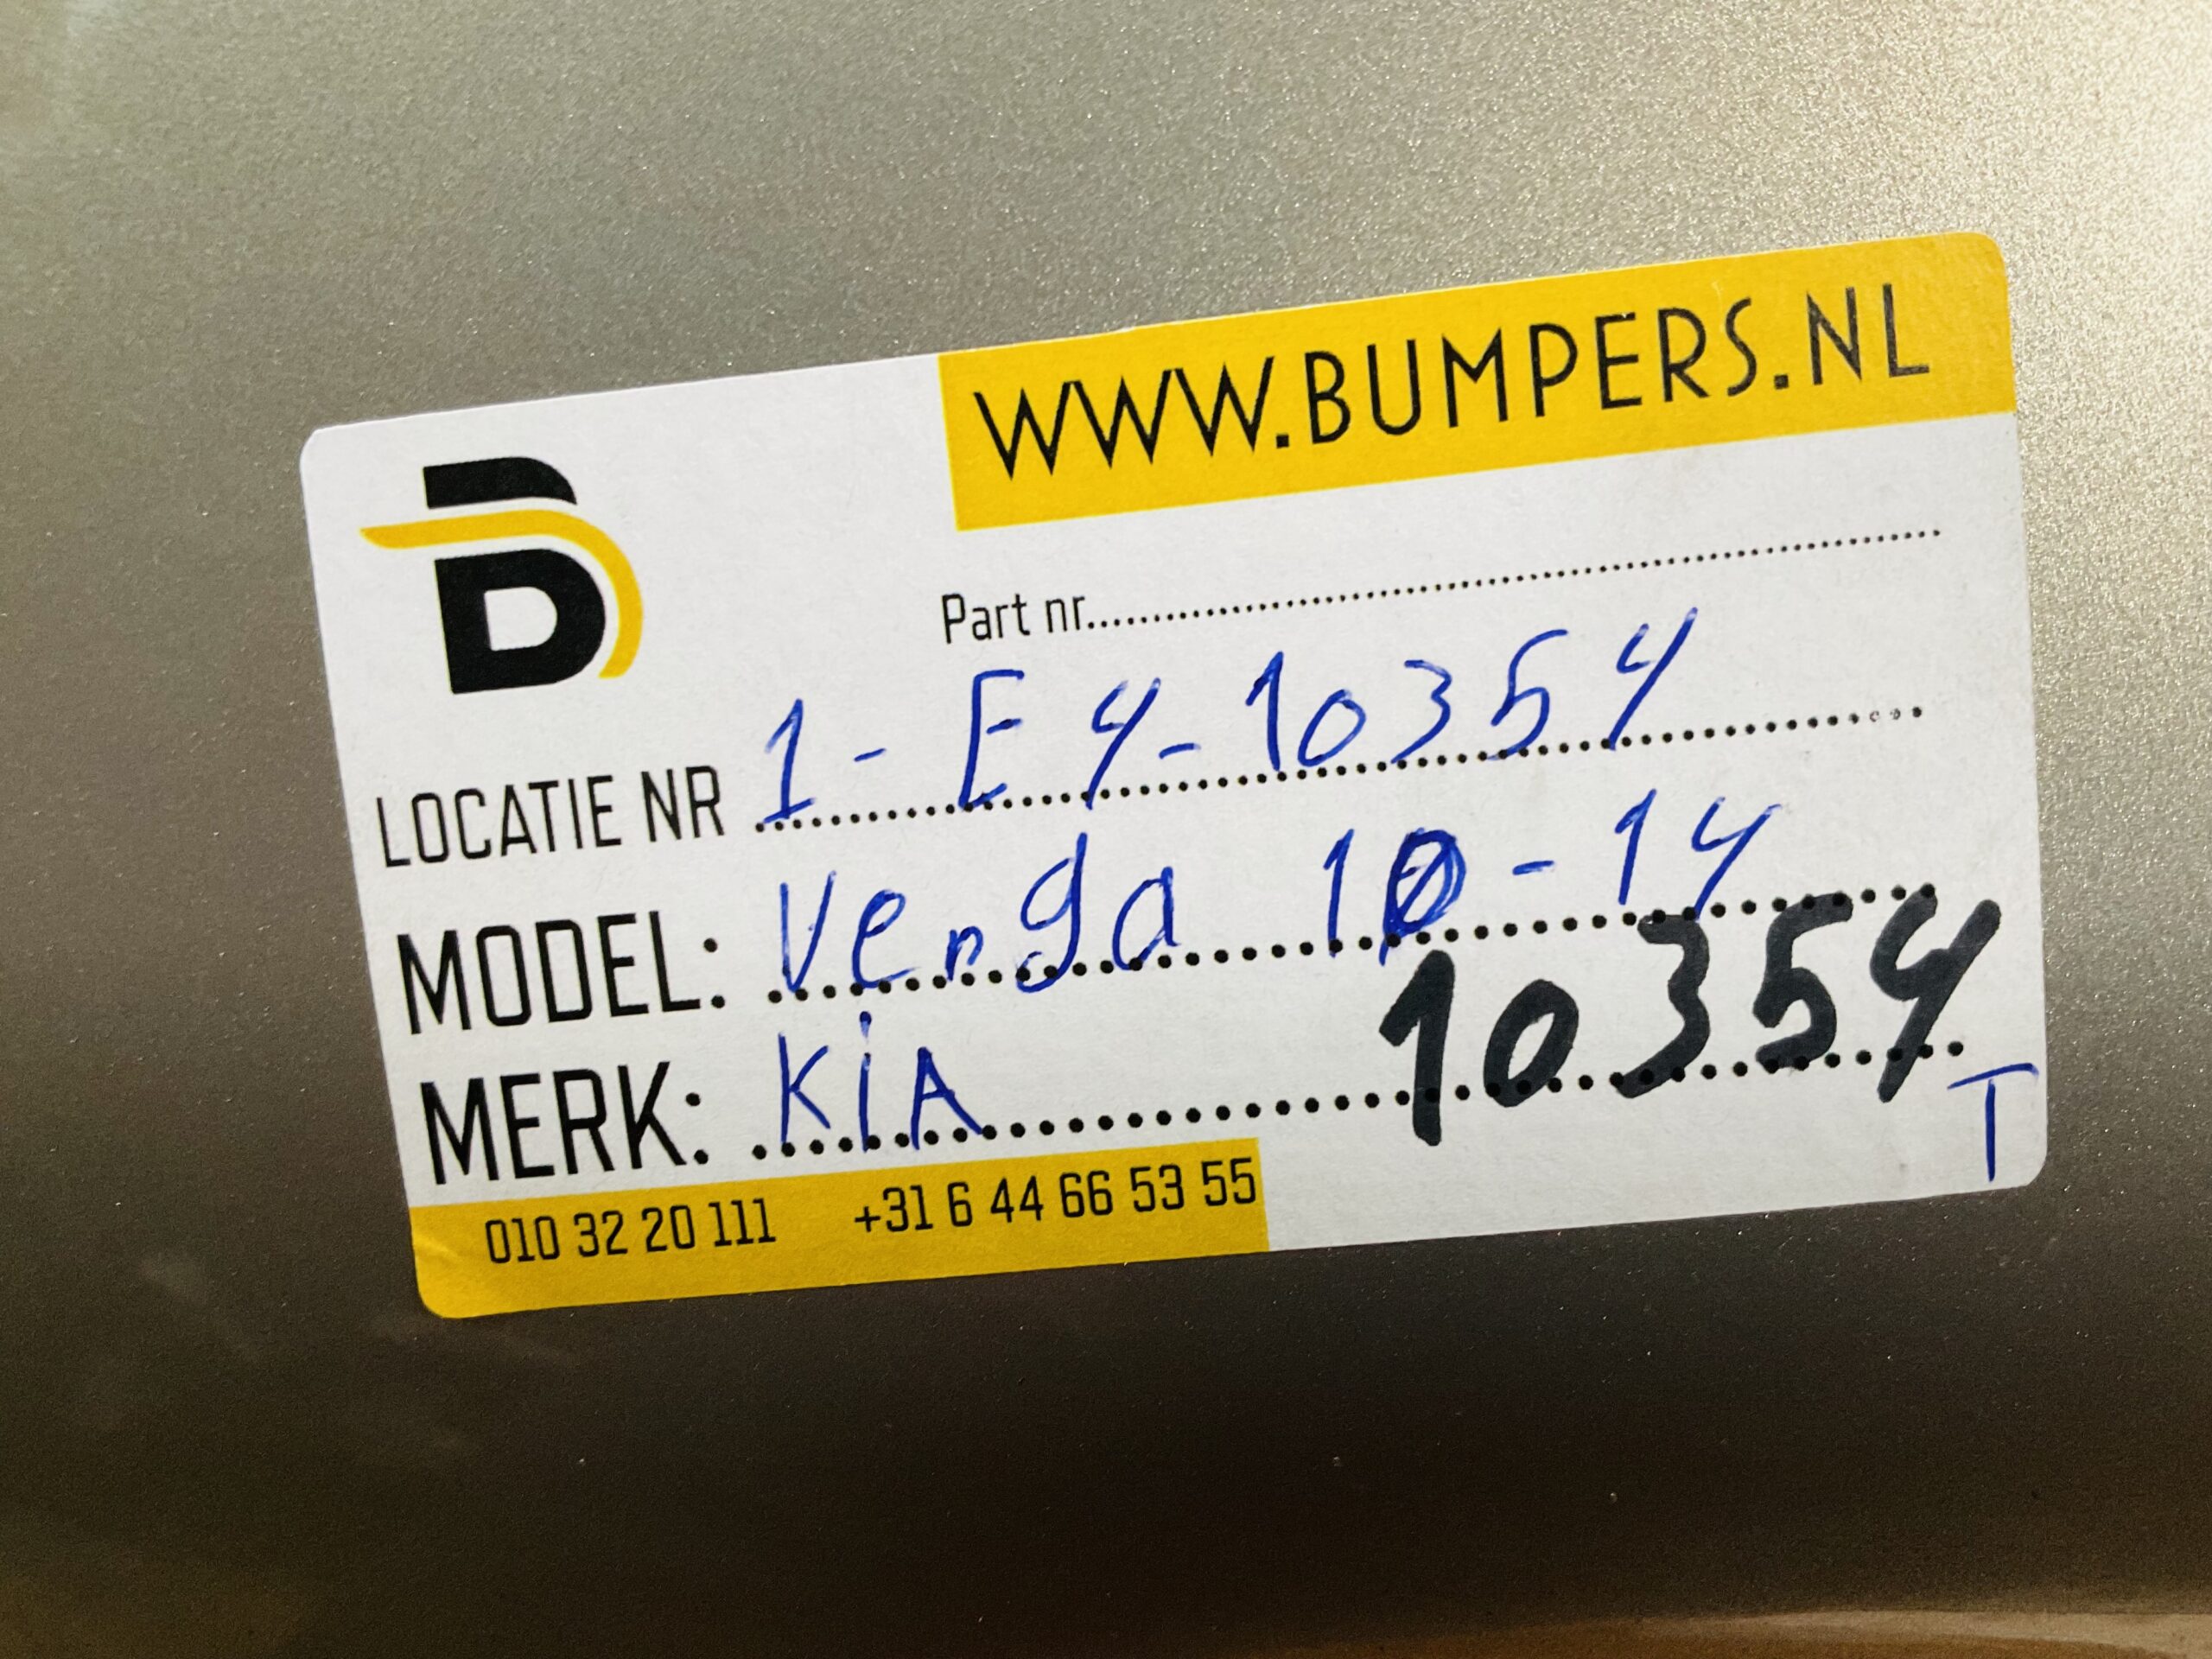 WWW.BUMPERS.NL
B
Part nr....................
LOCATIE NR 1 - E4 - 10354
MODEL: Venga 10 - 14
MERK: KiA 10354
T
010 32 20 111 +31 6 44 66 53 55